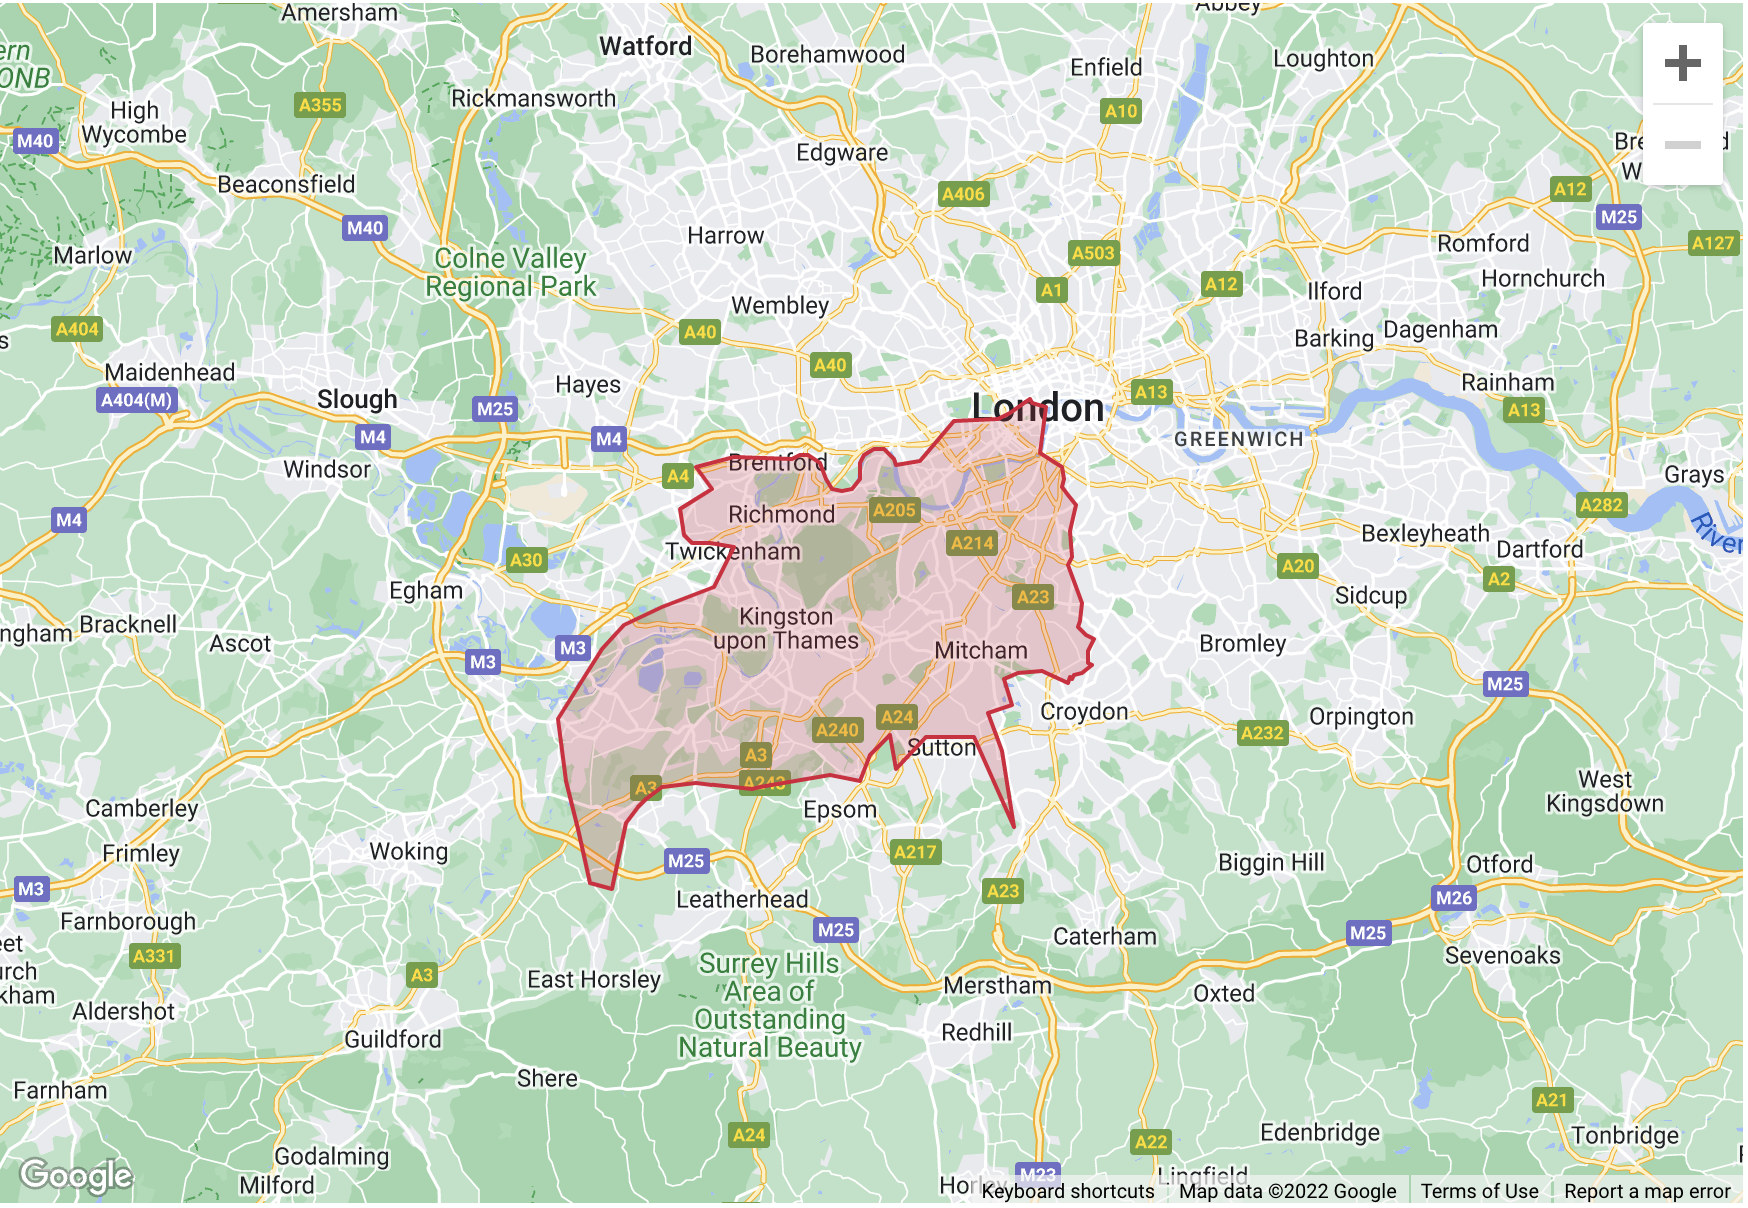 Amersham
Abbey
Watford
Borehamwood
Loughton
Enfield
ern
ONB
Rickmansworth
A355
High
Wycombe
A10
M40
Edgware
Beaconsfield
A406
A12
M25
M40
Harrow
Romford
A127
Marlow
Colne Valley
Regional Park
A503
Hornchurch
A1
A12
Ilford
Wembley
A404
A40
Barking
Dagenham
s
A40
Maidenhead
Hayes
Rainham
A404(M)
Slough
M25
London
A13
A13
M4
M4
GREENWICH
Windsor
Brentford
A4
Grays
A282
M4
Richmond
A205
River
Bexleyheath
Dartford
Twickenham
A214
A30
A20
A2
Egham
A23
Sidcup
ngham
Bracknell
Ascot
Kingston
upon Thames
M3
Mitcham
Bromley
M3
M25
Croydon
Orpington
A24
A240
A232
Sutton
A3
A3
A243
West
Kingsdown
Camberley
Epsom
Frimley
Woking
M25
A217
Biggin Hill
Otford
M3
Leatherhead
A23
M26
Farnborough
M25
Caterham
M25
eet
A331
Sevenoaks
urch
A3
East Horsley
Surrey Hills
Area of
Outstanding
Natural Beauty
kham
Merstham
Oxted
Aldershot
Redhill
Guildford
Shere
Farnham
A21
A24
A22
Edenbridge
Tonbridge
Godalming
Google
Milford
M23
Lingfield
Keyboard shortcuts
Map data ©2022 Google
Terms of Use
Report a map error